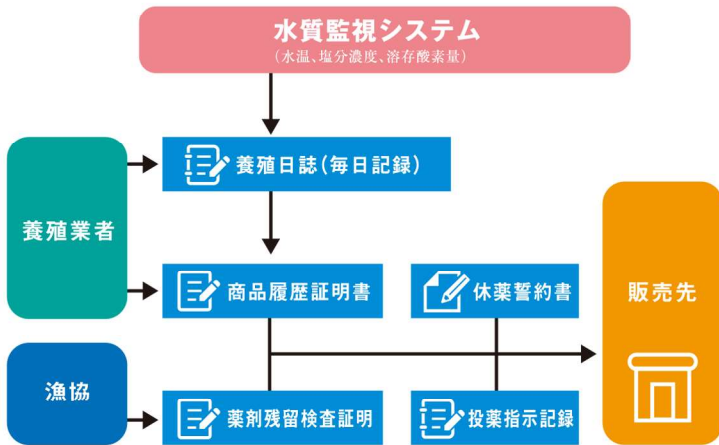 水質監視システム
(水温、塩分濃度、溶存酸素量)
養殖日誌(毎日記録)
養殖業者
商品履歴証明書
休薬誓約書
販売先
漁協
薬剤残留検査証明
投薬指示記録